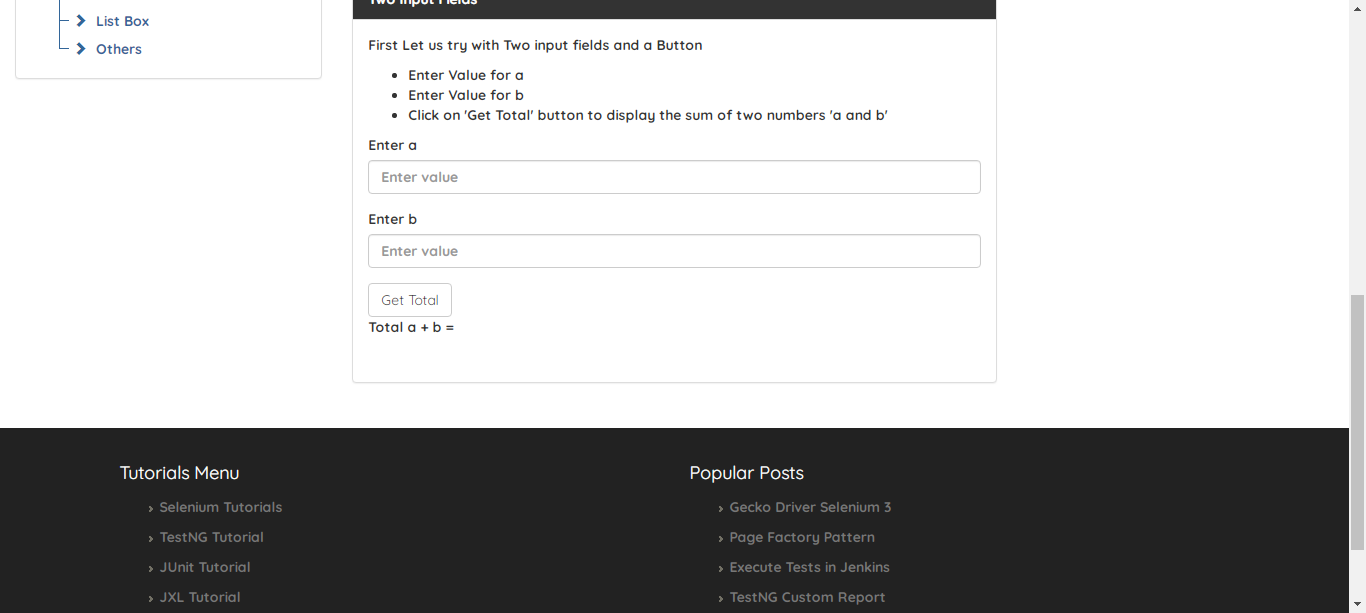 List Box
Others
Two Input Fields
First Let us try with Two input fields and a Button
Enter Value for a
Enter Value for b
Click on 'Get Total' button to display the sum of two numbers 'a and b'
Enter a
Enter value
Enter b
Enter value
Get Total
Total a + b =
Tutorials Menu
Selenium Tutorials
TestNG Tutorial
JUnit Tutorial
JXL Tutorial
Popular Posts
Gecko Driver Selenium 3
Page Factory Pattern
Execute Tests in Jenkins
TestNG Custom Report